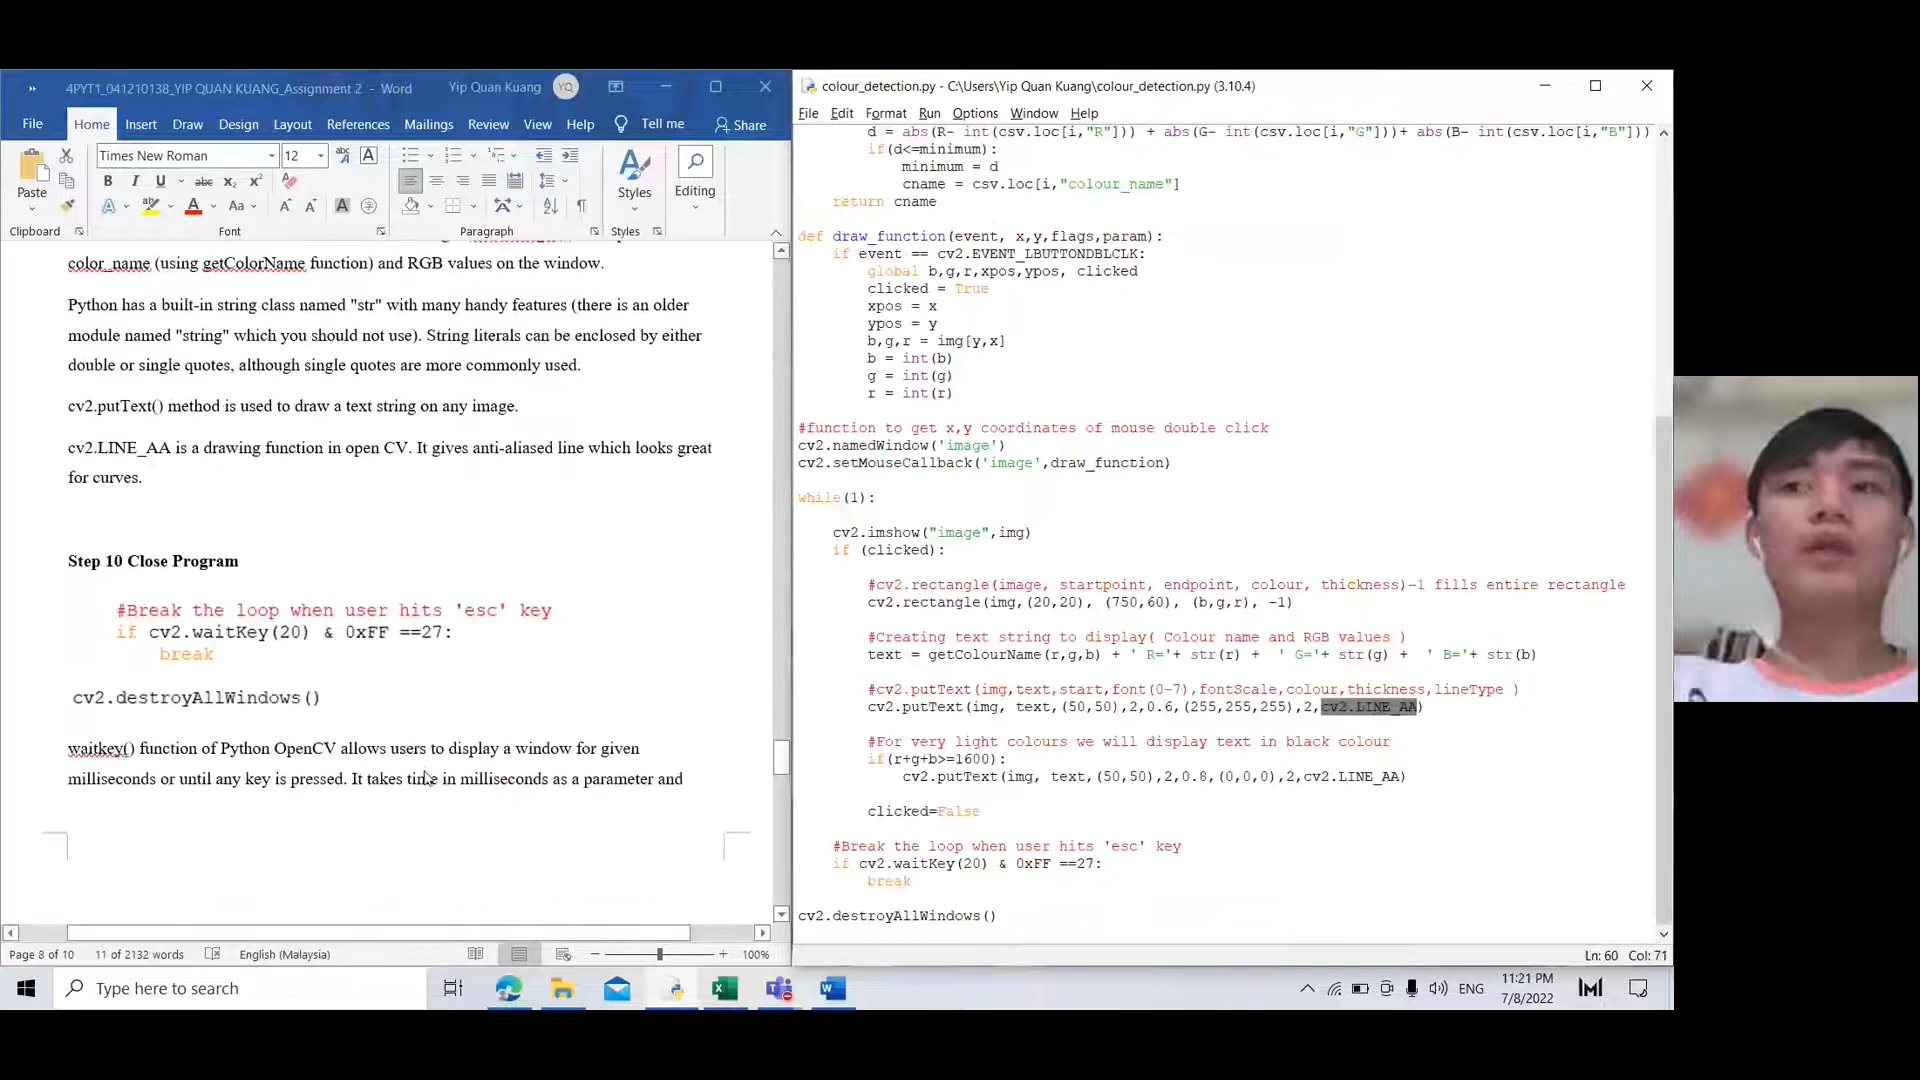 4PYT1_041210138_YIP QUAN KUANG_Assignment 2 - Word
Yip Quan Kuang
YQ
File Home Insert Draw Design Layout References Mailings Review View Help Tell me Share
Times New Roman 12
Paste
Styles
Editing
Clipboard Font Paragraph Styles
color_name (using getColorName function) and RGB values on the window.
Python has a built-in string class named "str" with many handy features (there is an older
module named "string" which you should not use). String literals can be enclosed by either
double or single quotes, although single quotes are more commonly used.
cv2.putText() method is used to draw a text string on any image.
cv2.LINE_AA is a drawing function in open CV. It gives anti-aliased line which looks great
for curves.
Step 10 Close Program
#Break the loop when user hits 'esc' key
if cv2.waitKey(20) & 0xFF ==27:
break
cv2.destroyAllWindows()
waitkey() function of Python OpenCV allows users to display a window for given
milliseconds or until any key is pressed. It takes time in milliseconds as a parameter and
Page 8 of 10 11 of 2132 words English (Malaysia) 100%
colour_detection.py - C:\Users\Yip Quan Kuang\colour_detection.py (3.10.4)
File Edit Format Run Options Window Help
d = abs(R- int(csv.loc[i,"R"])) + abs(G- int(csv.loc[i,"G"]))+ abs(B- int(csv.loc[i,"B"]))
if(d<=minimum):
minimum = d
cname = csv.loc[i,"colour_name"]
return cname
def draw_function(event, x,y,flags,param):
if event == cv2.EVENT_LBUTTONDBLCLK:
global b,g,r,xpos,ypos, clicked
clicked = True
xpos = x
ypos = y
b,g,r = img[y,x]
b = int(b)
g = int(g)
r = int(r)
#function to get x,y coordinates of mouse double click
cv2.namedWindow('image')
cv2.setMouseCallback('image',draw_function)
while(1):
cv2.imshow("image",img)
if (clicked):
#cv2.rectangle(image, startpoint, endpoint, colour, thickness)-1 fills entire rectangle
cv2.rectangle(img,(20,20), (750,60), (b,g,r), -1)
#Creating text string to display( Colour name and RGB values )
text = getColourName(r,g,b) + ' R='+ str(r) + ' G='+ str(g) + ' B='+ str(b)
#cv2.putText(img,text,start,font(0-7),fontScale,colour,thickness,lineType )
cv2.putText(img, text,(50,50),2,0.6,(255,255,255),2,cv2.LINE_AA)
#For very light colours we will display text in black colour
if(r+g+b>=1600):
cv2.putText(img, text,(50,50),2,0.8,(0,0,0),2,cv2.LINE_AA)
clicked=False
#Break the loop when user hits 'esc' key
if cv2.waitKey(20) & 0xFF ==27:
break
cv2.destroyAllWindows()
Ln: 60 Col: 71
Type here to search
ENG
11:21 PM
7/8/2022